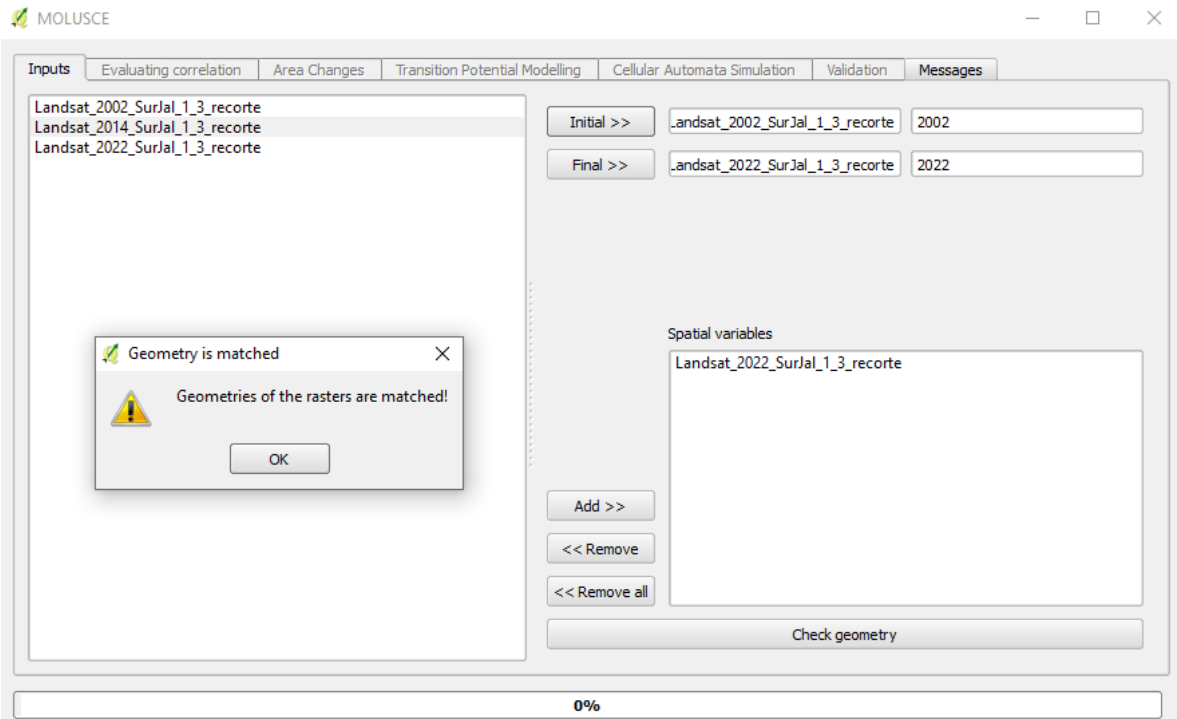 MOLUSCE
Inputs Evaluating correlation Area Changes Transition Potential Modelling Cellular Automata Simulation Validation Messages
Landsat_2002_SurJal_1_3_recorte
Landsat_2014_SurJal_1_3_recorte
Landsat_2022_SurJal_1_3_recorte
Initial >> Landsat_2002_SurJal_1_3_recorte 2002
Final >> Landsat_2022_SurJal_1_3_recorte 2022
Geometry is matched
Geometries of the rasters are matched!
OK
Spatial variables
Landsat_2022_SurJal_1_3_recorte
Add >>
<< Remove
<< Remove all
Check geometry
0%